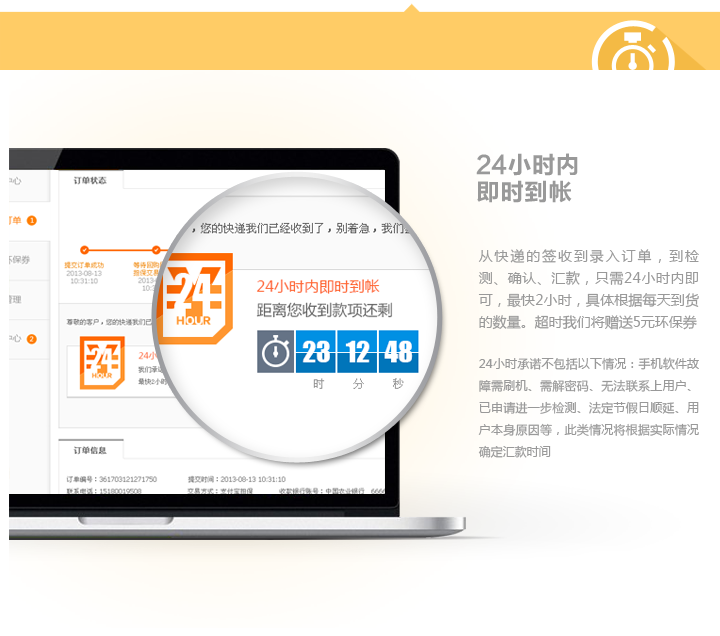 24小时内
即时到帐
从快递的签收到录入订单，到检
测、确认、汇款，只需24小时内即
可，最快2小时，具体根据每天到货
的数量。超时我们将赠送5元环保券
24小时承诺不包括以下情况：手机软件故
障需刷机、需解密码、无法联系上用户、
已申请进一步检测、法定节假日顺延、用
户本身原因等，此类情况将根据实际情况
确定汇款时间
中心
订单 1
环保券
管理
中心 2
订单状态
提交订单成功
2013-08-13
10:31:10
，您的快递我们已经收到了，别着急，我们
24
HOUR
24小时内即时到帐
距离您收到款项还剩
23 12 48
时 分 秒
尊敬的客户，您的快递我们已
24
HOUR
24小
我们承诺
最快2小时
订单信息
订单编号：361703121271750 提交时间：2013-08-13 10:31:10
联系电话：15180019508 交易方式：支付宝担保 收款银行账号：中国农业银行 6666